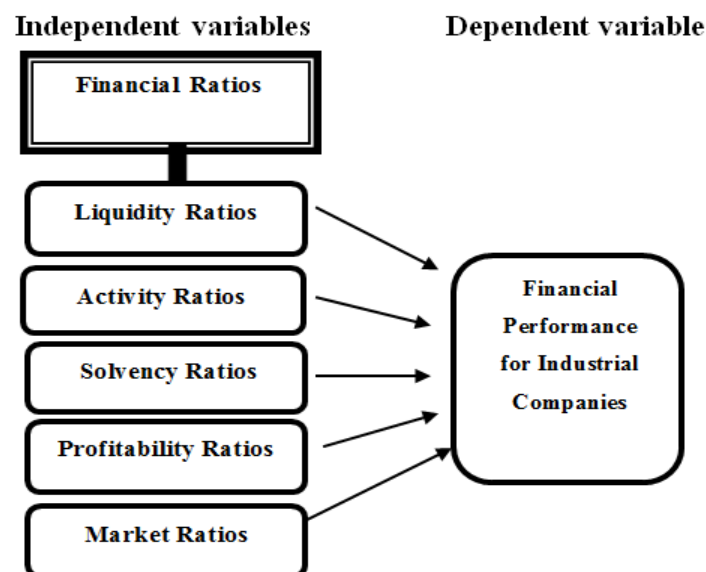 Independent variables
Dependent variable
Financial Ratios
Liquidity Ratios
Activity Ratios
Solvency Ratios
Profitability Ratios
Market Ratios
Financial
Performance
for Industrial
Companies